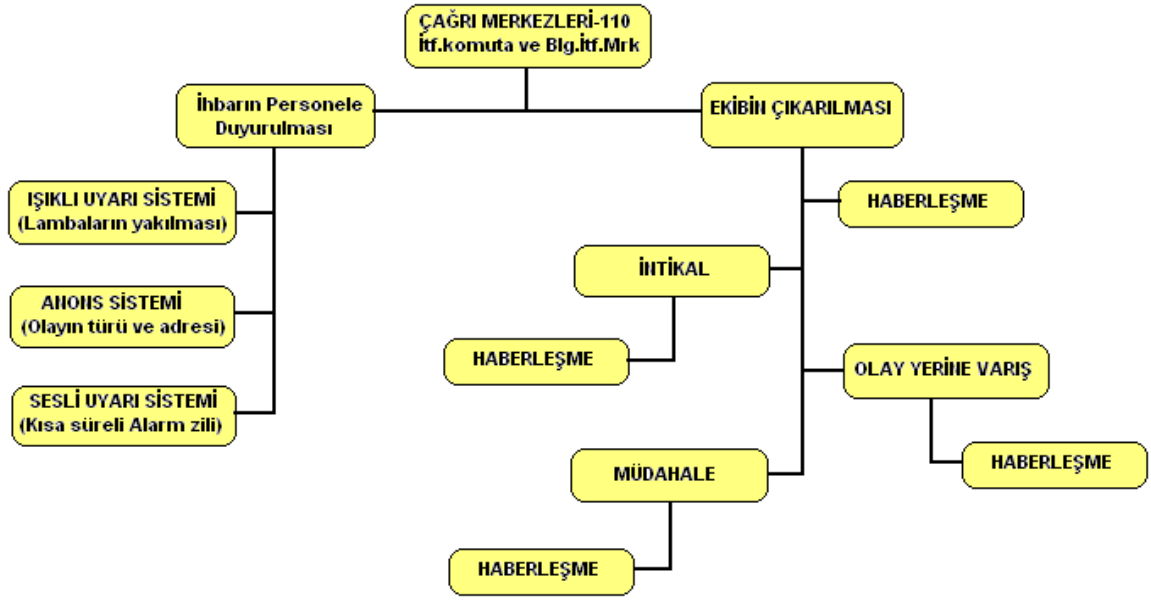 ÇAĞRI MERKEZLERİ-110
İtf.komuta ve Blg.İtf.Mrk
İhbarın Personele
Duyurulması
EKİBİN ÇIKARILMASI
IŞIKLI UYARI SİSTEMİ
(Lambaların yakılması)
HABERLEŞME
İNTİKAL
ANONS SİSTEMİ
(Olayın türü ve adresi)
HABERLEŞME
OLAY YERİNE VARIŞ
SESLİ UYARI SİSTEMİ
(Kısa süreli Alarm zili)
HABERLEŞME
MÜDAHALE
HABERLEŞME